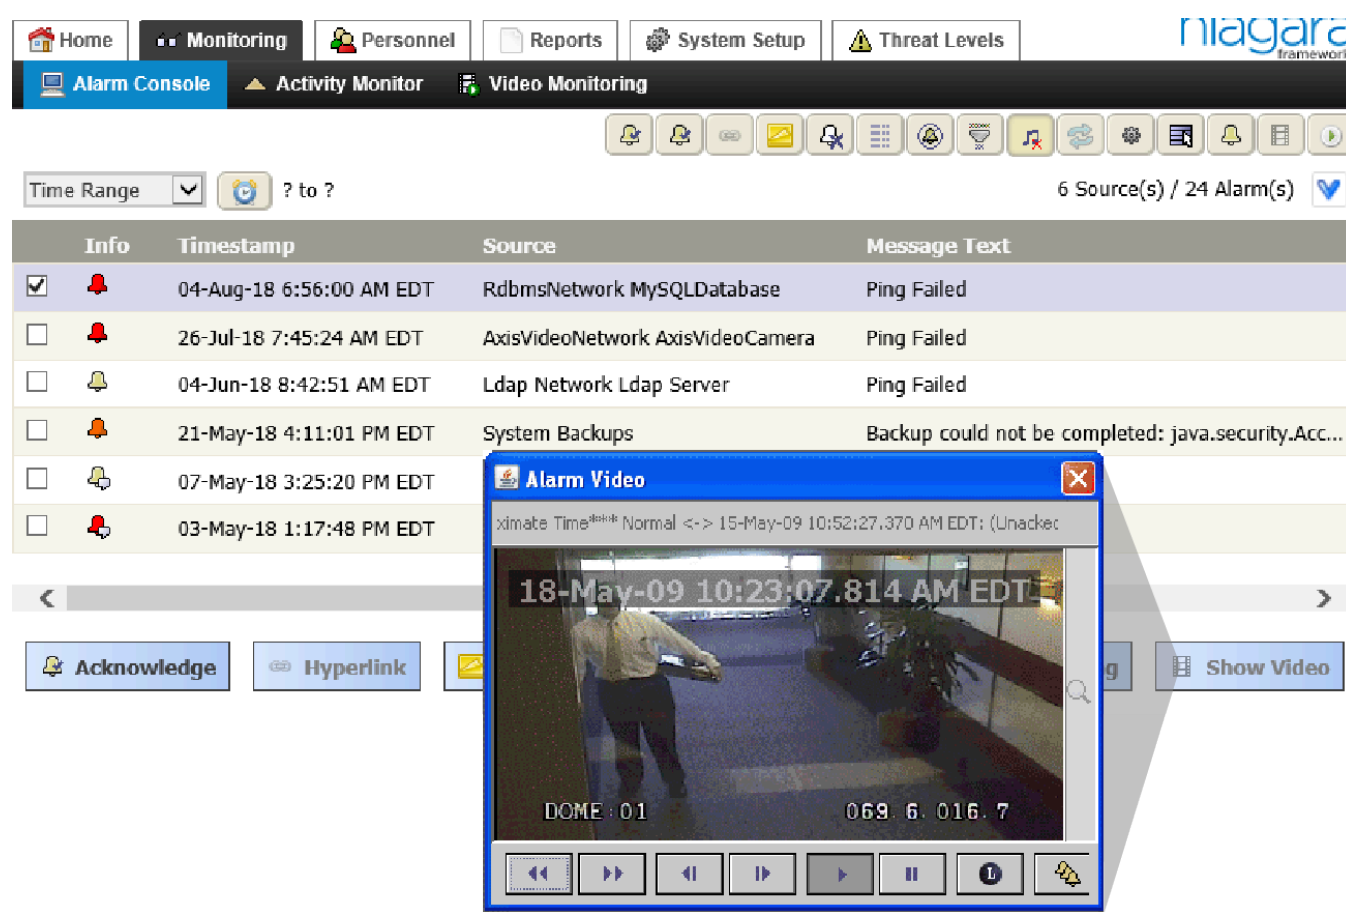 Home Monitoring Personnel Reports System Setup Threat Levels
niagara
framework
Alarm Console Activity Monitor Video Monitoring
Time Range ? to ? 6 Source(s) / 24 Alarm(s)
Info Timestamp Source Message Text
04-Aug-18 6:56:00 AM EDT RdbmsNetwork MySQLDatabase Ping Failed
26-Jul-18 7:45:24 AM EDT AxisVideoNetwork AxisVideoCamera Ping Failed
04-Jun-18 8:42:51 AM EDT Ldap Network Ldap Server Ping Failed
21-May-18 4:11:01 PM EDT System Backups Backup could not be completed: java.security.Acc...
07-May-18 3:25:20 PM EDT
03-May-18 1:17:48 PM EDT
Alarm Video
ximate Time**** Normal <-> 15-May-09 10:52:27.370 AM EDT: (Unacked
18-May-09 10:23:07.814 AM EDT
DOME:01 069.6.016.7
L
Acknowledge Hyperlink g Show Video